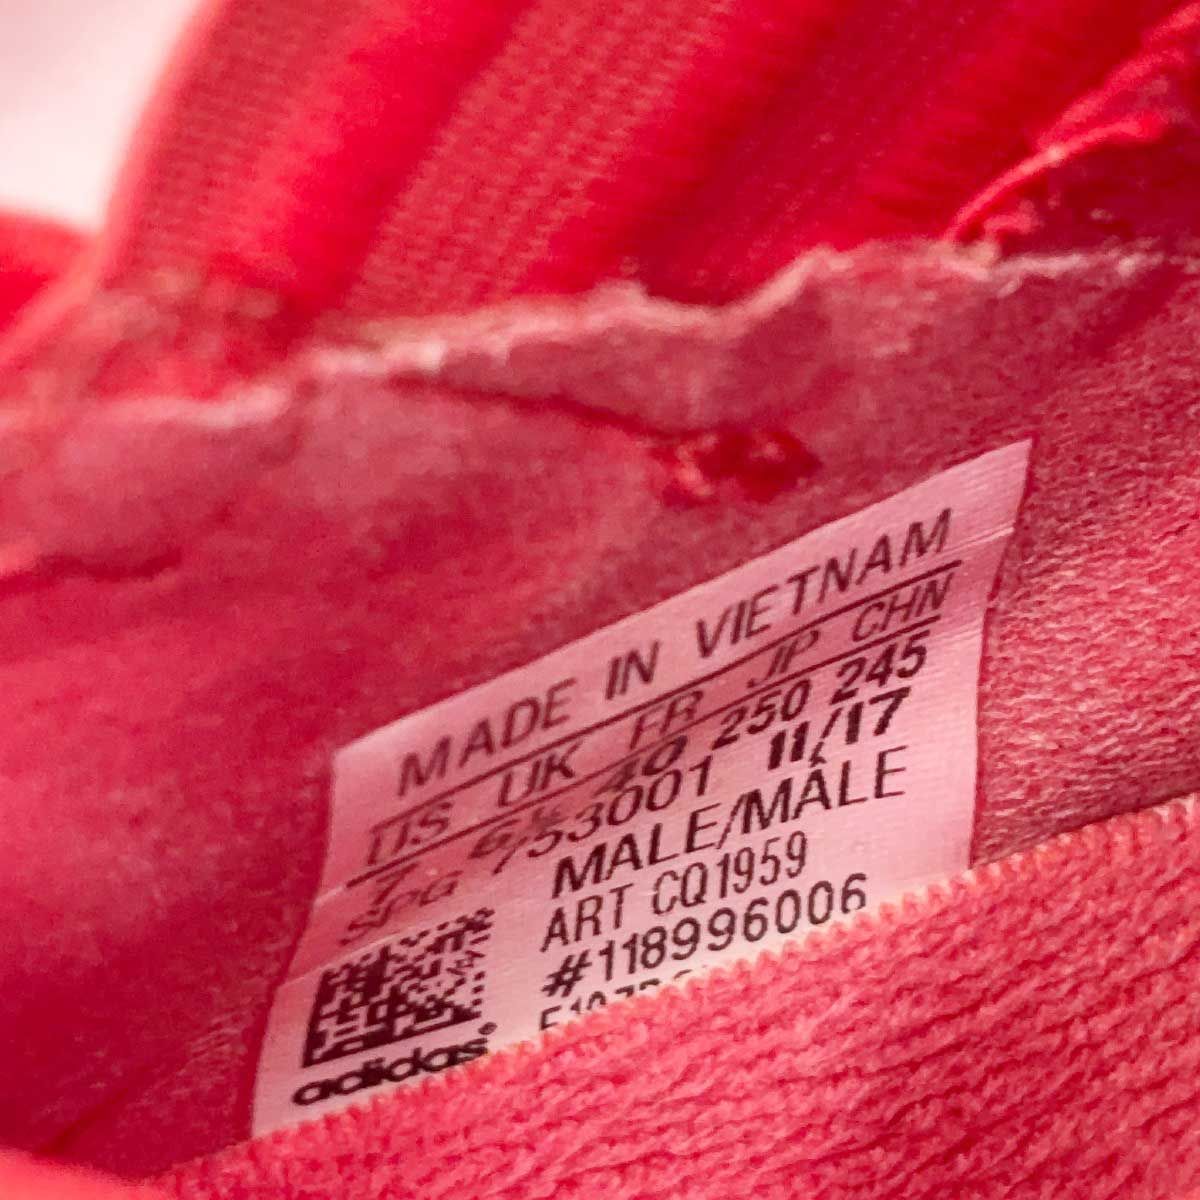 MADE IN VIETNAM
US UK FR JP CHN
7 6½ 40 250 245
SPG 753001 11/17
MALE/MÂLE
ART CQ1959
#118996006
adidas®